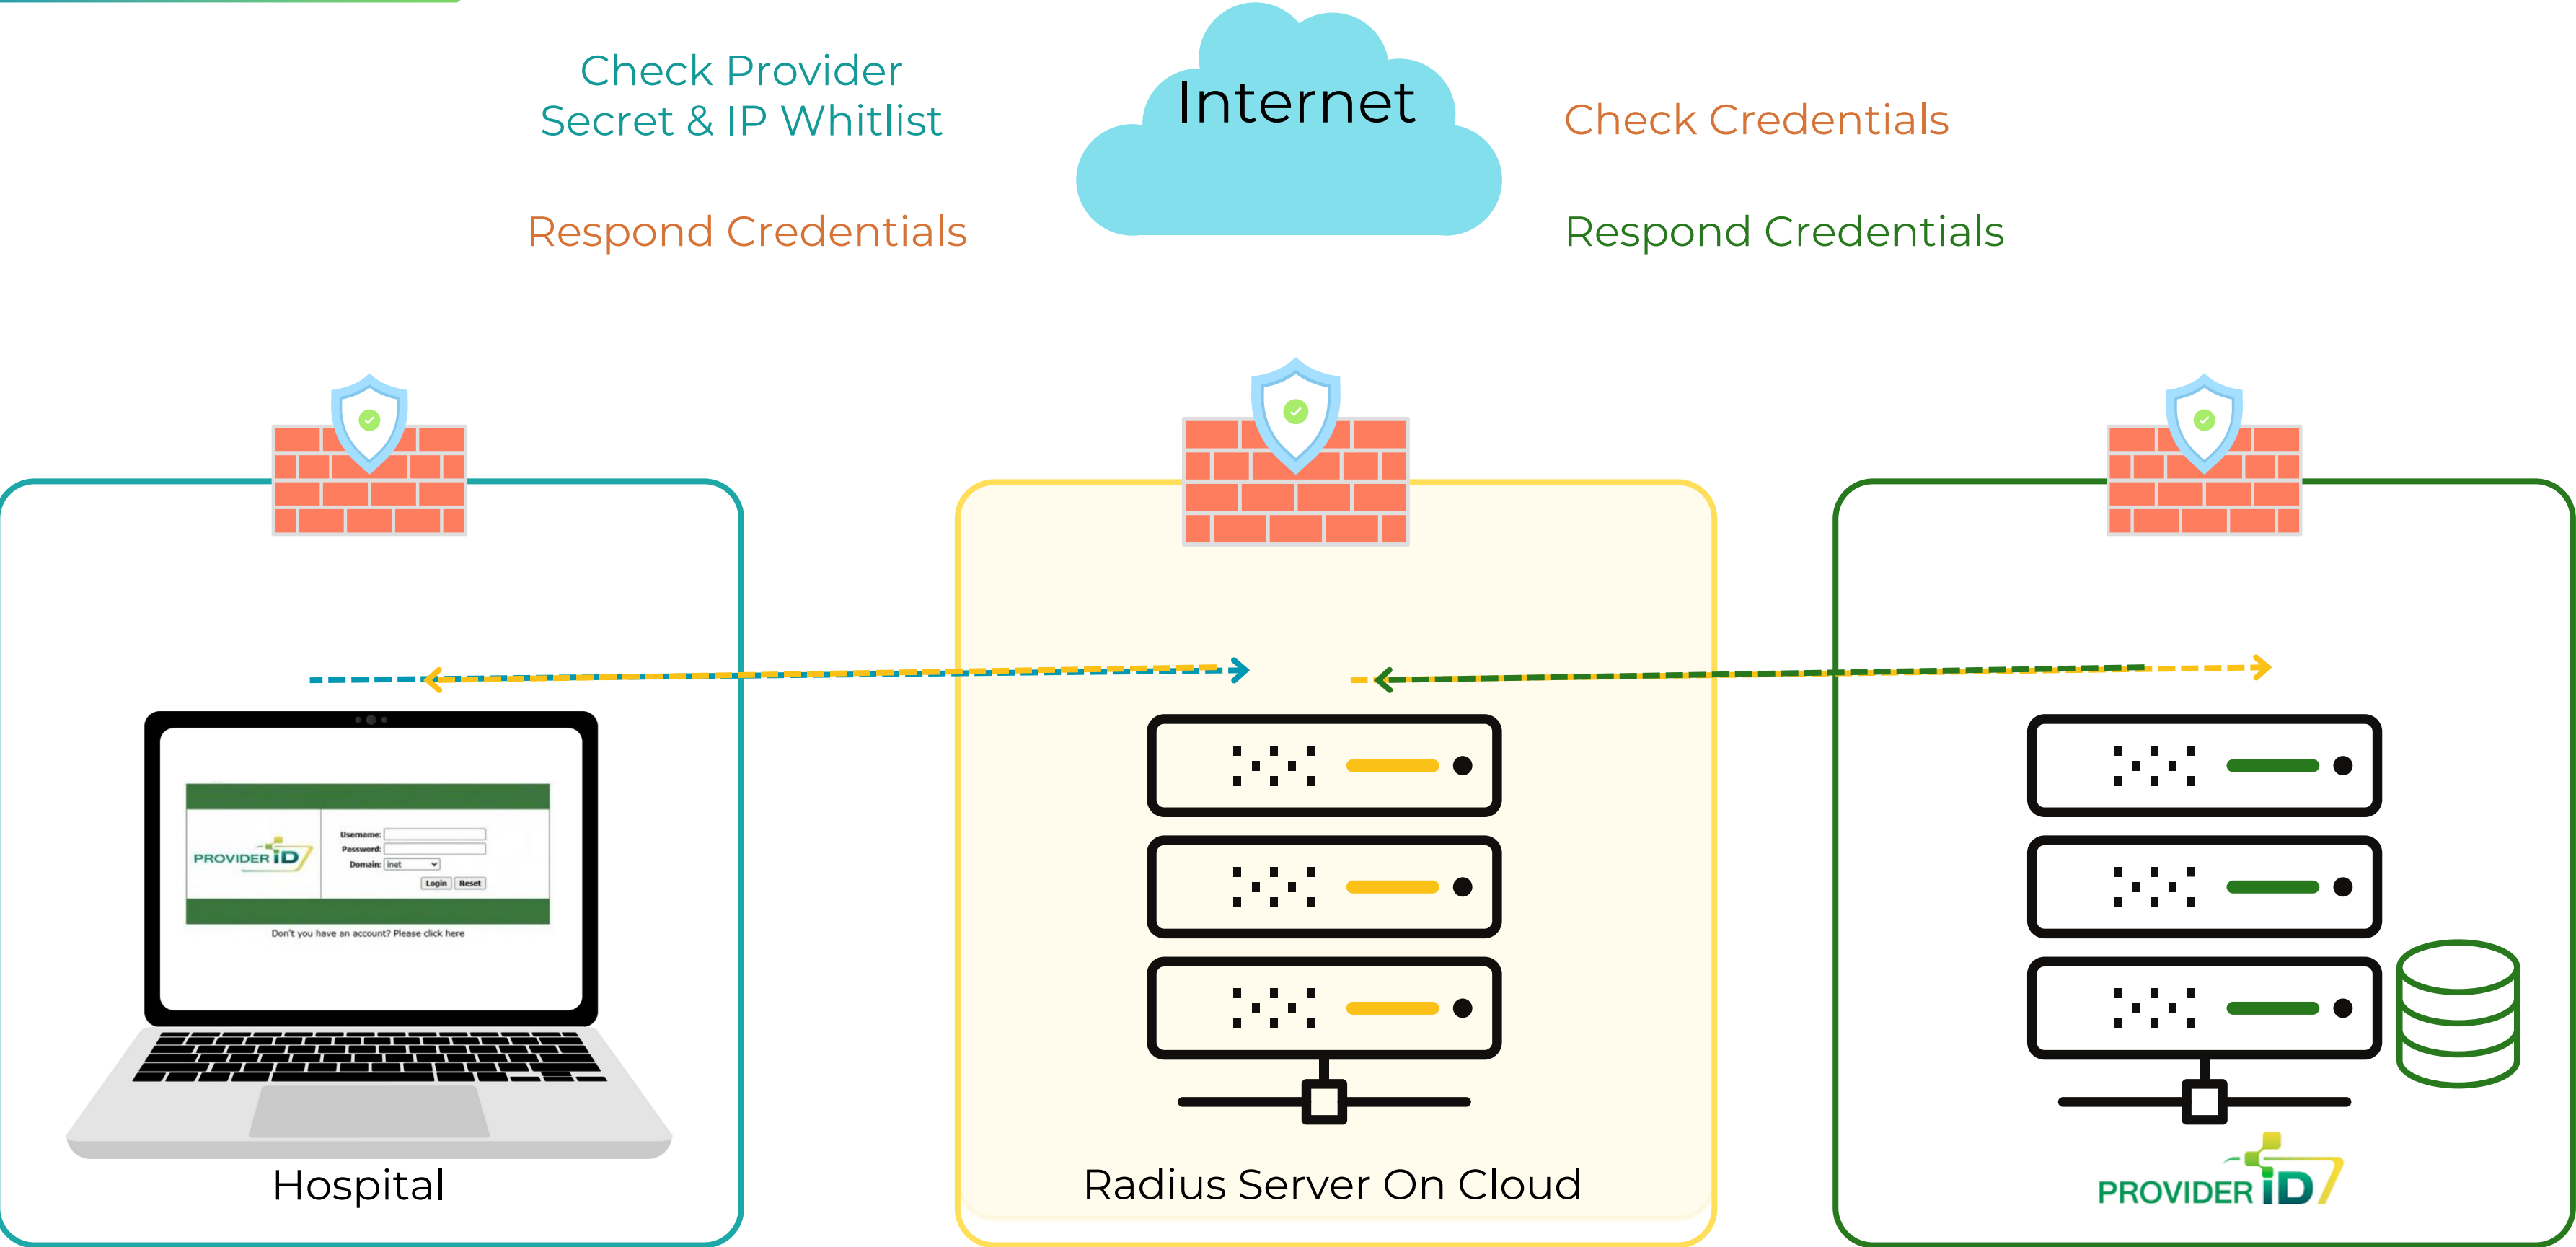 Check Provider
Secret & IP Whitlist
Respond Credentials
Internet
Check Credentials
Respond Credentials
PROVIDER ID
Username:
Password:
Domain: inet
Login Reset
Don't you have an account? Please click here
Hospital
Radius Server On Cloud
PROVIDER ID